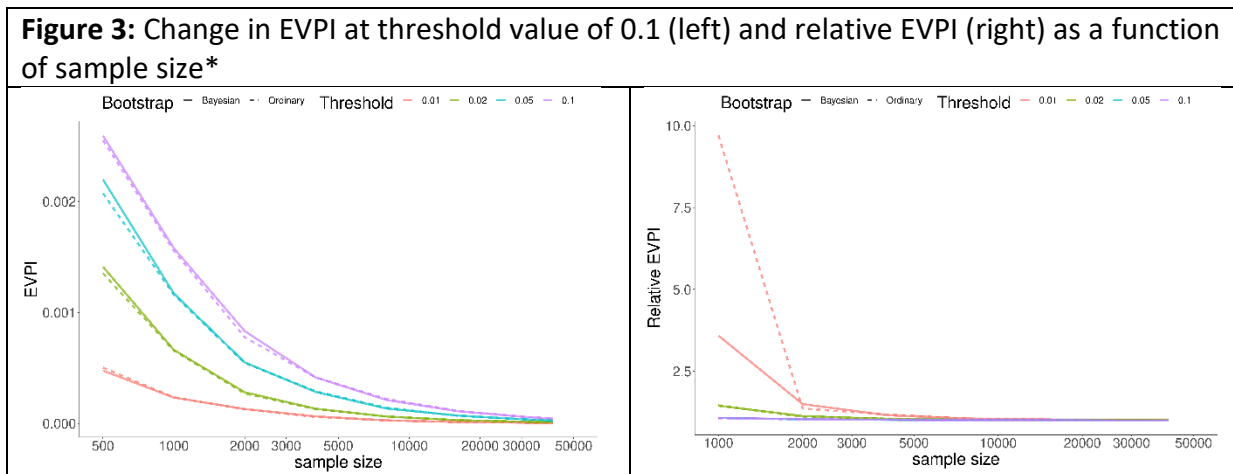 Figure 3: Change in EVPI at threshold value of 0.1 (left) and relative EVPI (right) as a function
of sample size*
Bootstrap — Bayesian - · Ordinary Threshold — 0.01 — 0.02 — 0.05 — 0.1
0.002
0.001
0.000
EVPI
500 1000 2000 3000 5000 10000 20000 30000 50000
sample size
Bootstrap — Bayesian - · Ordinary Threshold — 0.01 — 0.02 — 0.05 — 0.1
10.0
7.5
5.0
2.5
Relative EVPI
1000 2000 3000 5000 10000 20000 30000 50000
sample size